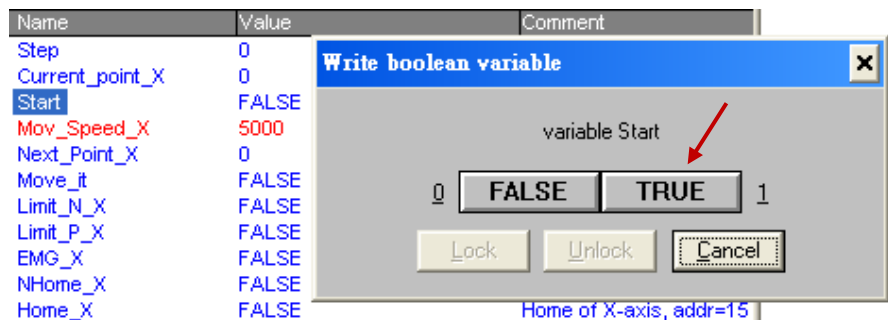 Name Value Comment
Step 0
Current_point_X 0
Start FALSE
Mov_Speed_X 5000
Next_Point_X 0
Move_it FALSE
Limit_N_X FALSE
Limit_P_X FALSE
EMG_X FALSE
NHome_X FALSE
Home_X FALSE Home of X-axis, addr=15
Write boolean variable
variable Start
0 FALSE TRUE 1
Lock Unlock Cancel